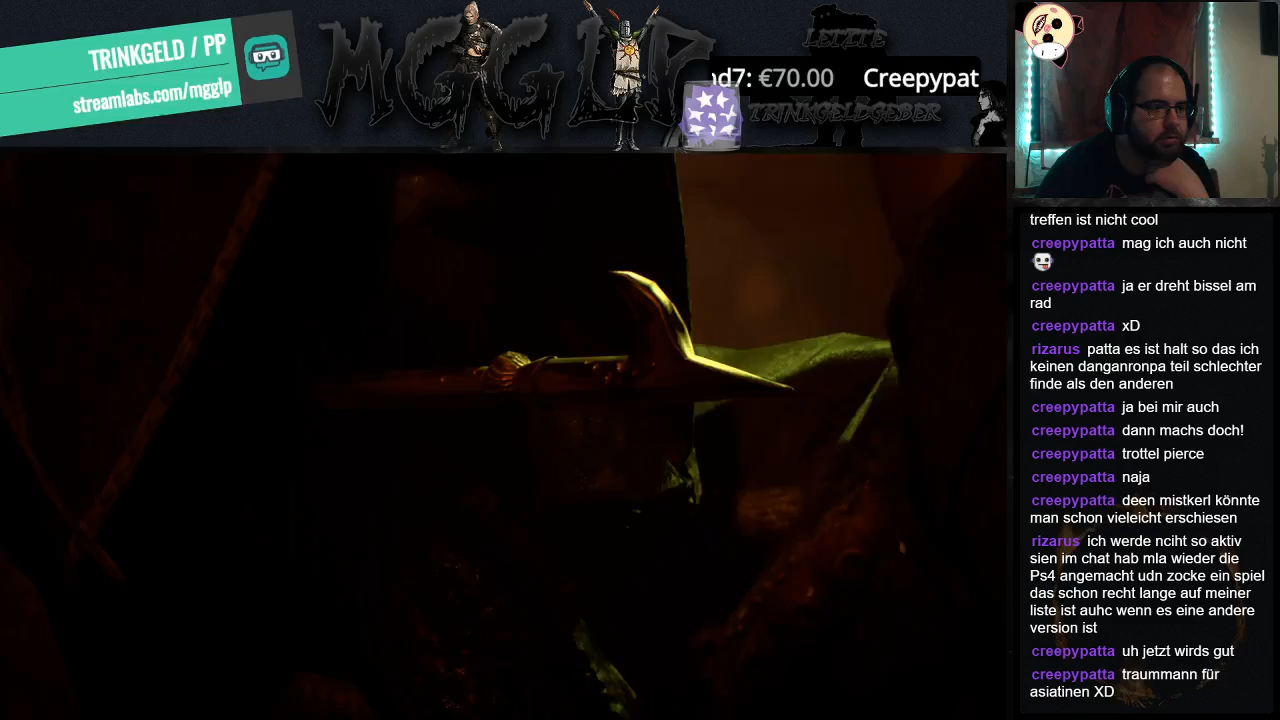 TRINKGELD / PP
streamlabs.com/mgglp
MGGLP
LETZTE
nd7: €70.00 Creepypat
TRINKGELDGEBER
treffen ist nicht cool
creepypatta mag ich auch nicht
creepypatta ja er dreht bissel am
rad
creepypatta xD
rizarus patta es ist halt so das ich
keinen danganronpa teil schlechter
finde als den anderen
creepypatta ja bei mir auch
creepypatta dann machs doch!
creepypatta trottel pierce
creepypatta naja
creepypatta deen mistkerl könnte
man schon vieleicht erschiesen
rizarus ich werde nciht so aktiv
sien im chat hab mla wieder die
Ps4 angemacht udn zocke ein spiel
das schon recht lange auf meiner
liste ist auhc wenn es eine andere
version ist
creepypatta uh jetzt wirds gut
creepypatta traummann für
asiatinen XD